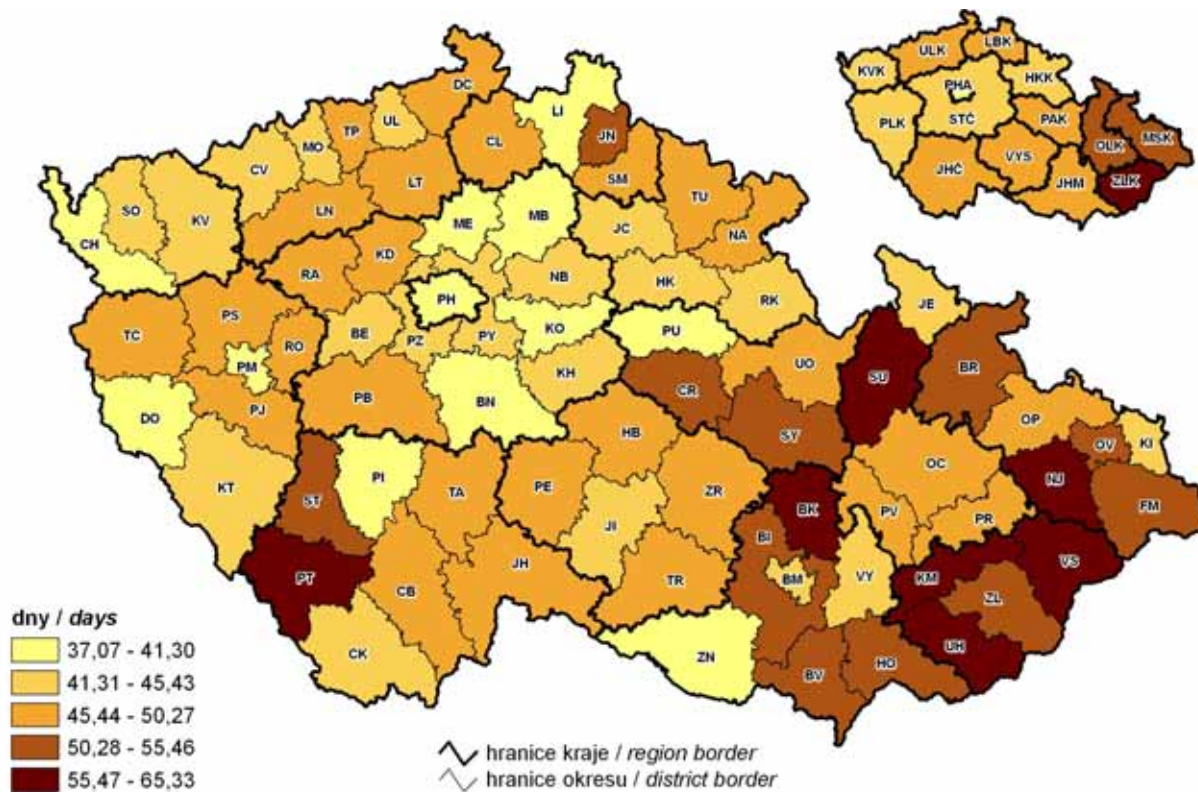 DC
LI
UL
TP
JN
CL
MO
CV
SM
LT
TU
SO
KV
LN
ME
MB
JC
NA
CH
KD
RA
NB
HK
RK
PH
PS
TC
RO
BE
PZ
PY
KO
PU
JE
PM
KH
UO
SU
BR
DO
PJ
PB
BN
CR
OP
HB
SY
OV
KI
KT
ST
PI
TA
PE
ZR
OC
NJ
JI
BK
PV
PR
FM
BI
PT
CB
JH
TR
BM
VY
KM
VS
ZL
CK
ZN
UH
BV
HO
ULK
LBK
KVK
HKK
PHA
STČ
PLK
PAK
OLK
MSK
JHČ
VYS
JHM
ZLK
dny / days
37,07 - 41,30
41,31 - 45,43
45,44 - 50,27
50,28 - 55,46
55,47 - 65,33
hranice kraje / region border
hranice okresu / district border